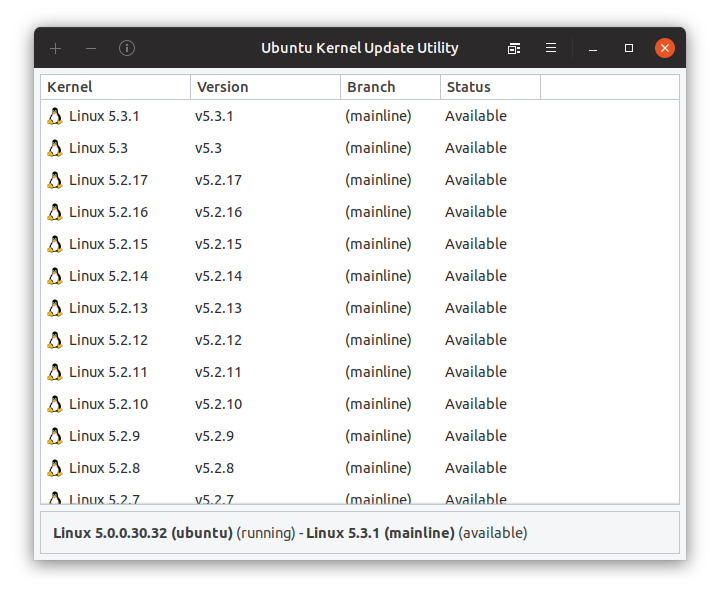 Ubuntu Kernel Update Utility
Kernel Version Branch Status
Linux 5.3.1 v5.3.1 (mainline) Available
Linux 5.3 v5.3 (mainline) Available
Linux 5.2.17 v5.2.17 (mainline) Available
Linux 5.2.16 v5.2.16 (mainline) Available
Linux 5.2.15 v5.2.15 (mainline) Available
Linux 5.2.14 v5.2.14 (mainline) Available
Linux 5.2.13 v5.2.13 (mainline) Available
Linux 5.2.12 v5.2.12 (mainline) Available
Linux 5.2.11 v5.2.11 (mainline) Available
Linux 5.2.10 v5.2.10 (mainline) Available
Linux 5.2.9 v5.2.9 (mainline) Available
Linux 5.2.8 v5.2.8 (mainline) Available
Linux 5.2.7 v5.2.7 (mainline) Available
Linux 5.0.0.30.32 (ubuntu) (running) - Linux 5.3.1 (mainline) (available)